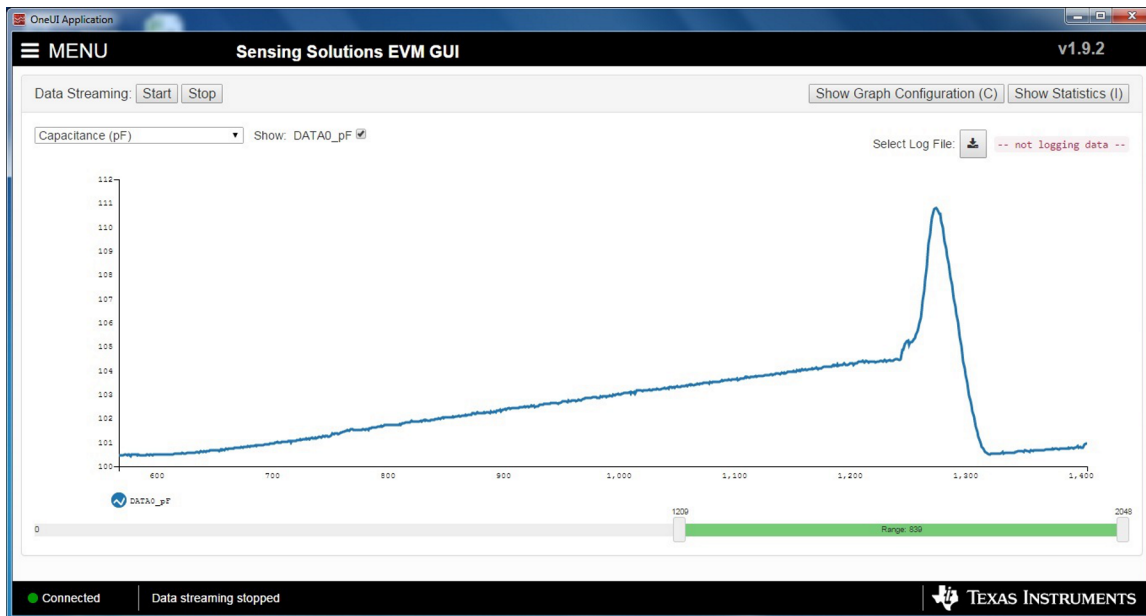 OneUI Application
MENU
Sensing Solutions EVM GUI
v1.9.2
Data Streaming: Start Stop
Show Graph Configuration (C) Show Statistics (I)
Capacitance (pF)
Show: DATA0_pF
Select Log File:
-- not logging data --
112
111
110
109
108
107
106
105
104
103
102
101
100
600 700 800 900 1,000 1,100 1,200 1,300 1,400
DATA0_pF
1209 2048
0 Range: 839
Connected
Data streaming stopped
TEXAS INSTRUMENTS